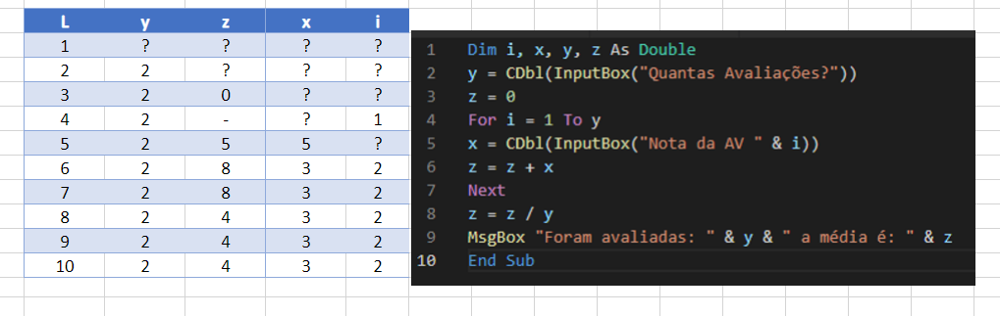 L y z x i
1 ? ? ? ?
2 2 ? ? ?
3 2 0 ? ?
4 2 - ? 1
5 2 5 5 ?
6 2 8 3 2
7 2 8 3 2
8 2 4 3 2
9 2 4 3 2
10 2 4 3 2
1 Dim i, x, y, z As Double
2 y = CDbl(InputBox("Quantas Avaliações?"))
3 z = 0
4 For i = 1 To y
5 x = CDbl(InputBox("Nota da AV " & i))
6 z = z + x
7 Next
8 z = z / y
9 MsgBox "Foram avaliadas: " & y & " a média é: " & z
10 End Sub